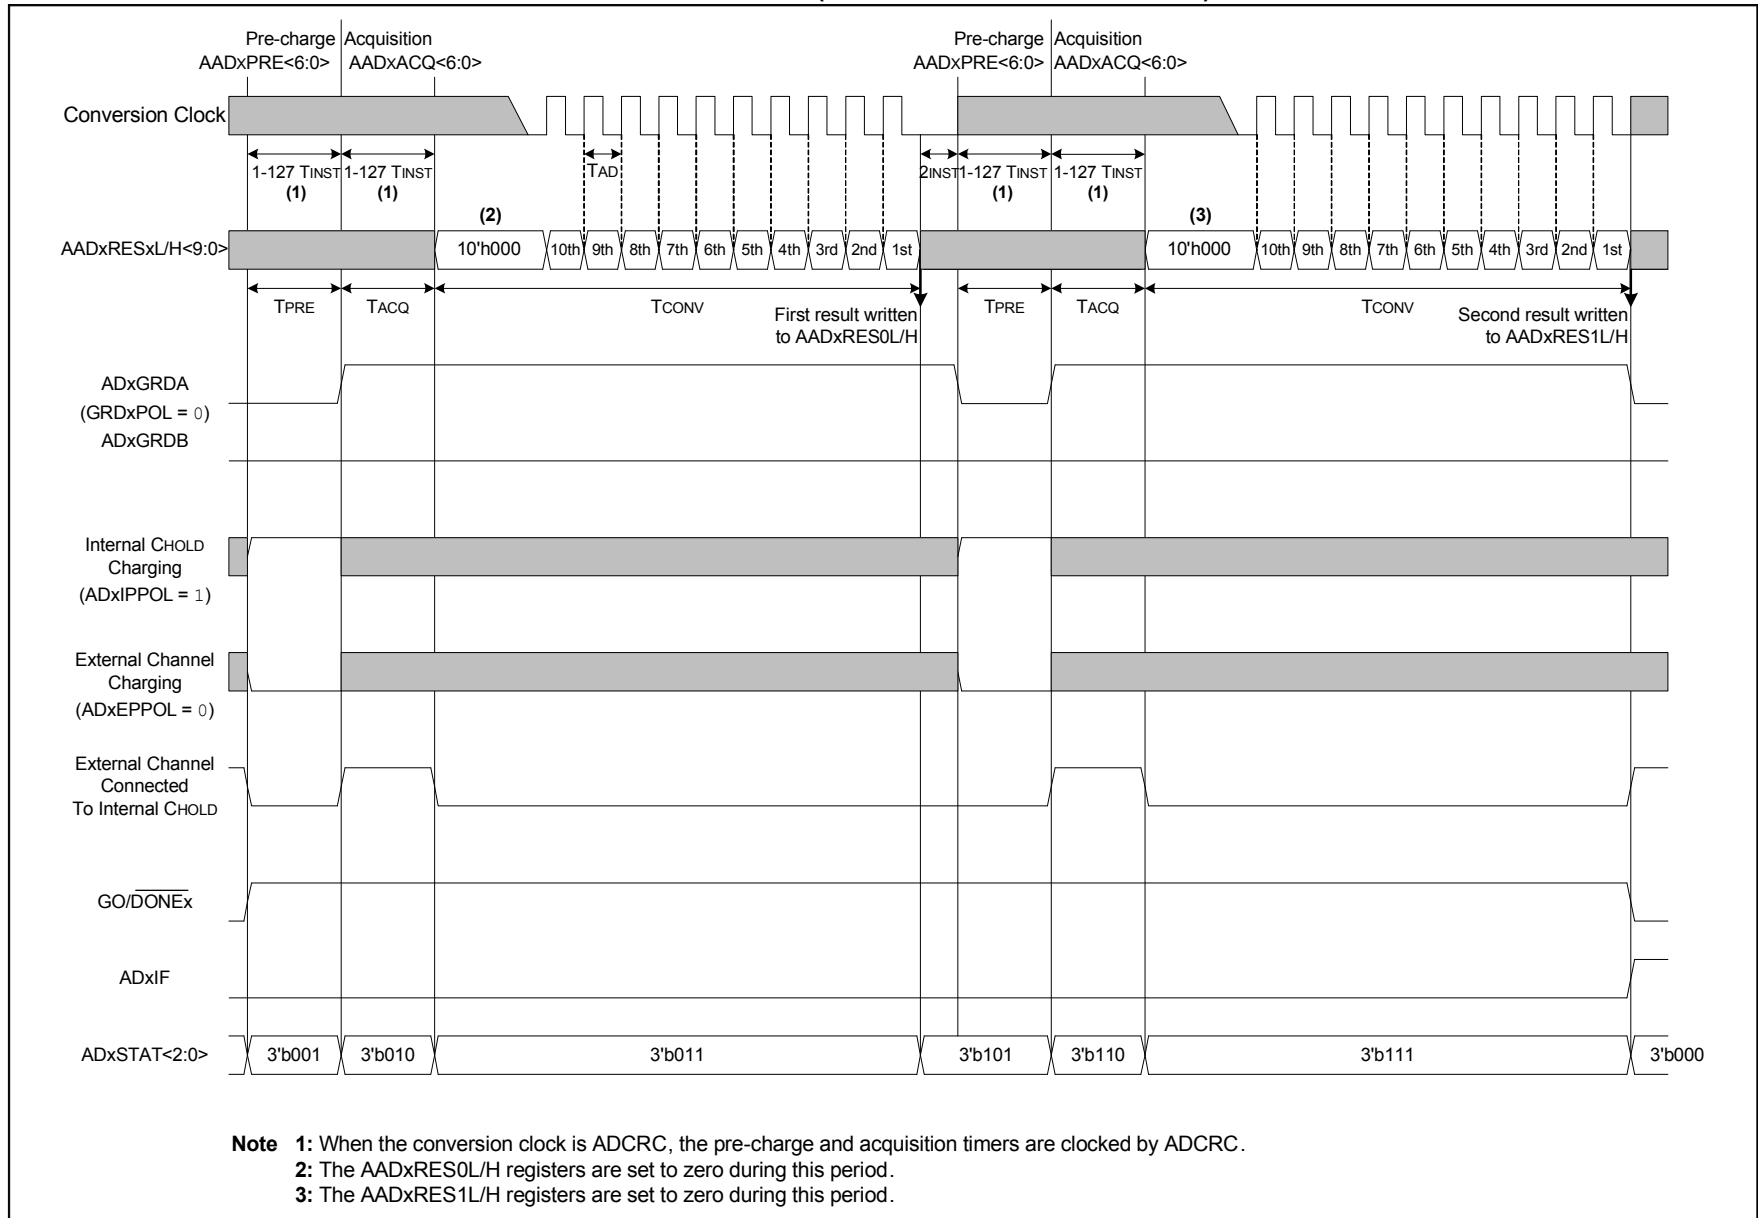 Pre-charge Acquisition Pre-charge Acquisition
AADxPRE<6:0> AADxACQ<6:0> AADxPRE<6:0> AADxACQ<6:0>
Conversion Clock
1-127 TINST 1-127 TINST TAD 2INST 1-127 TINST 1-127 TINST
(1) (1) (1) (1)
(2) (3)
AADxRESxL/H<9:0> 10'h000 10th 9th 8th 7th 6th 5th 4th 3rd 2nd 1st 10'h000 10th 9th 8th 7th 6th 5th 4th 3rd 2nd 1st
TPRE TACQ TCONV TPRE TACQ TCONV
First result written
to AADxRES0L/H
Second result written
to AADxRES1L/H
ADxGRDA
(GRDxPOL = 0)
ADxGRDB
Internal CHOLD
Charging
(ADxIPPOL = 1)
External Channel
Charging
(ADxEPPOL = 0)
External Channel
Connected
To Internal CHOLD
GO/DONEx
ADxIF
ADxSTAT<2:0> 3'b001 3'b010 3'b011 3'b101 3'b110 3'b111 3'b000
Note 1: When the conversion clock is ADCRC, the pre-charge and acquisition timers are clocked by ADCRC.
2: The AADxRES0L/H registers are set to zero during this period.
3: The AADxRES1L/H registers are set to zero during this period.